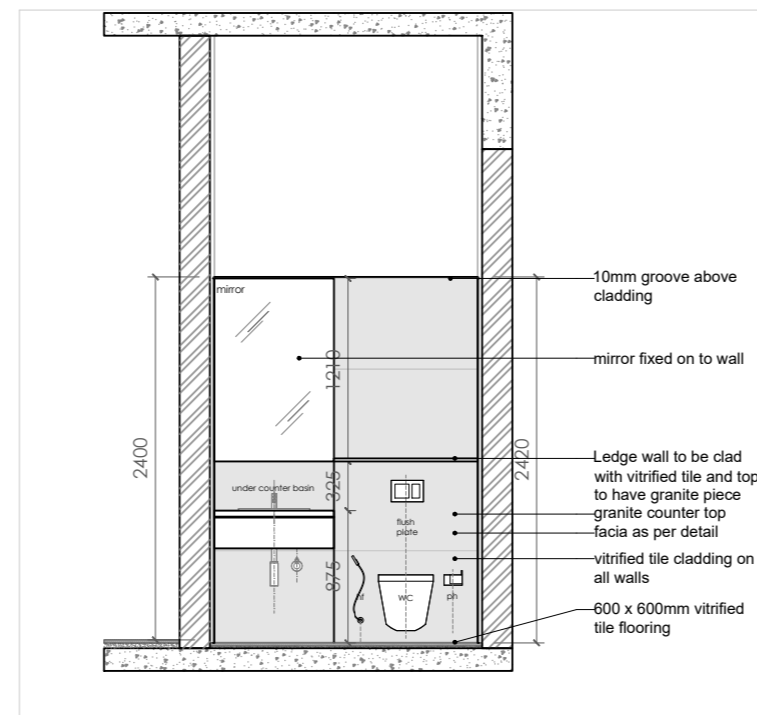 10mm groove above
cladding
mirror
mirror fixed on to wall
1210
2400
2420
Ledge wall to be clad
with vitrified tile and top
to have granite piece
under counter basin
325
granite counter top
flush
plate
facia as per detail
vitrified tile cladding on
all walls
875
hf
WC
ph
600 x 600mm vitrified
tile flooring